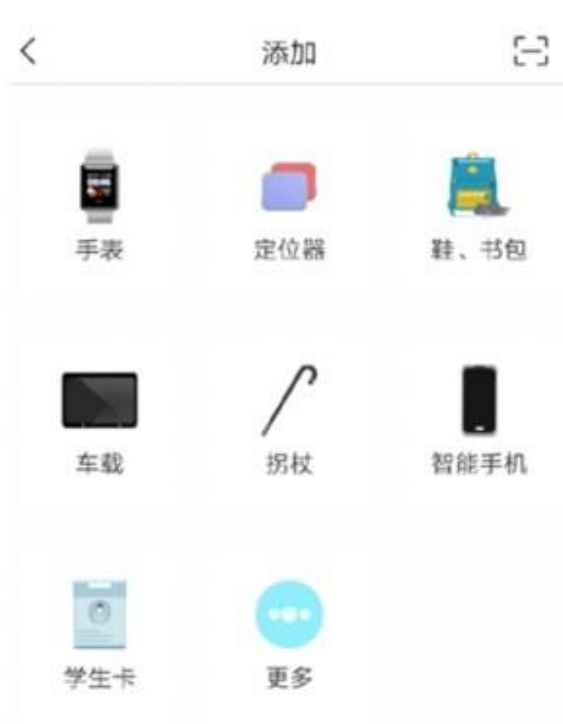 添加
手表
定位器
鞋、书包
车载
拐杖
智能手机
学生卡
更多